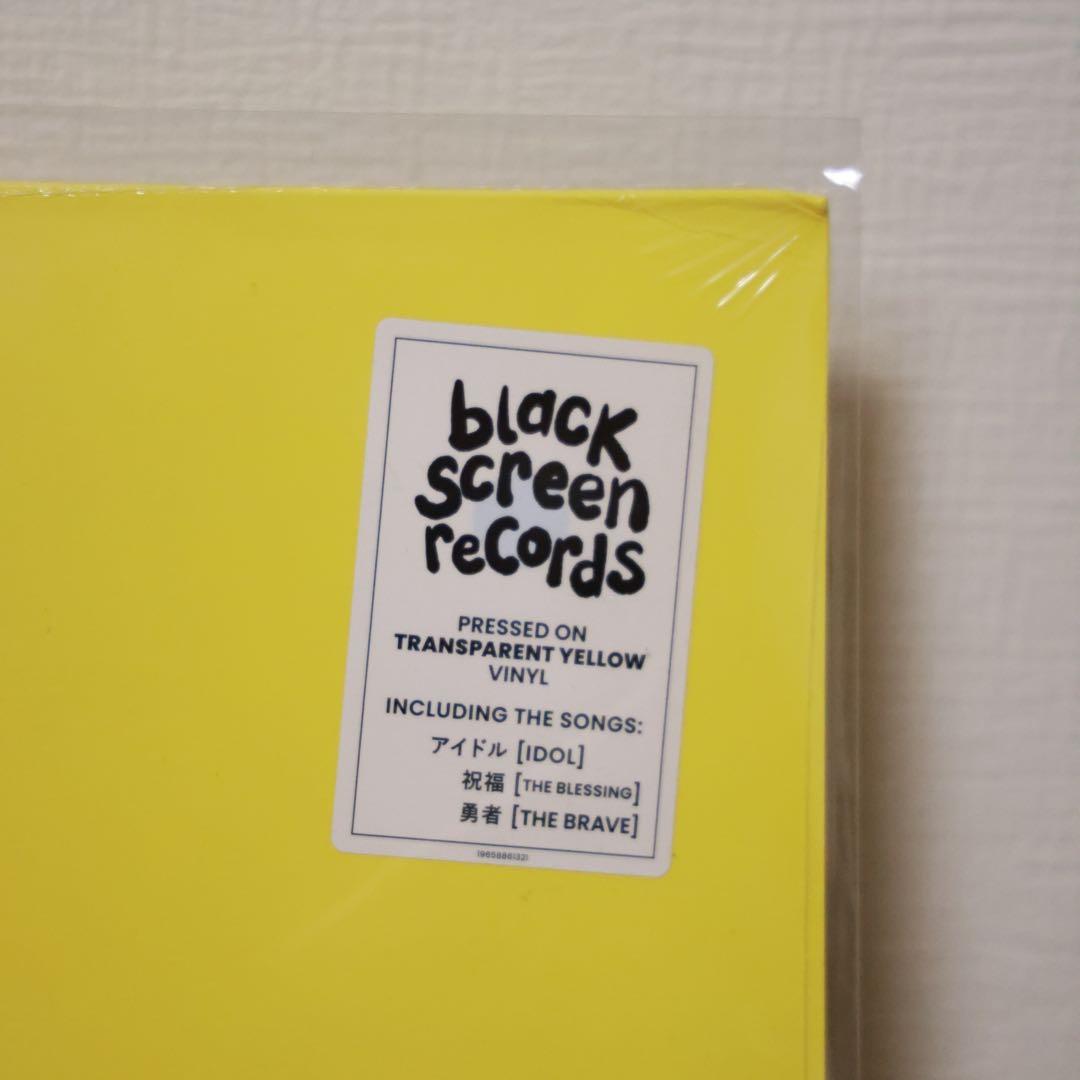 black
screen
records
PRESSED ON
TRANSPARENT YELLOW
VINYL
INCLUDING THE SONGS:
アイドル [IDOL]
祝福 [THE BLESSING]
勇者 [THE BRAVE]
19658861321